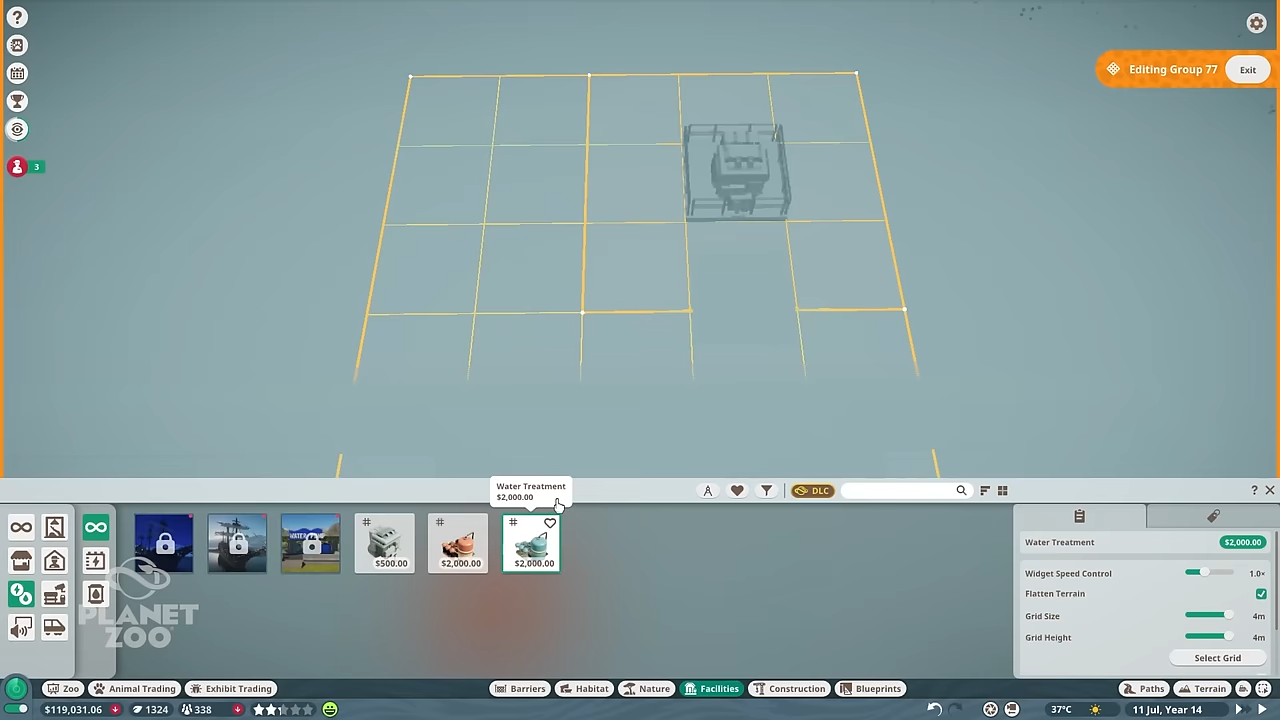 ?
Editing Group 77
Exit
3
Water Treatment
$2,000.00
A
DLC
?
Water Treatment
$2,000.00
Widget Speed Control
1.0×
Flatten Terrain
Grid Size
4m
Grid Height
4m
Select Grid
$500.00
$2,000.00
$2,000.00
PLANET
ZOO
Zoo
Animal Trading
Exhibit Trading
Barriers
Habitat
Nature
Facilities
Construction
Blueprints
Paths
Terrain
$119,031.06
1324
338
37°C
11 Jul, Year 14